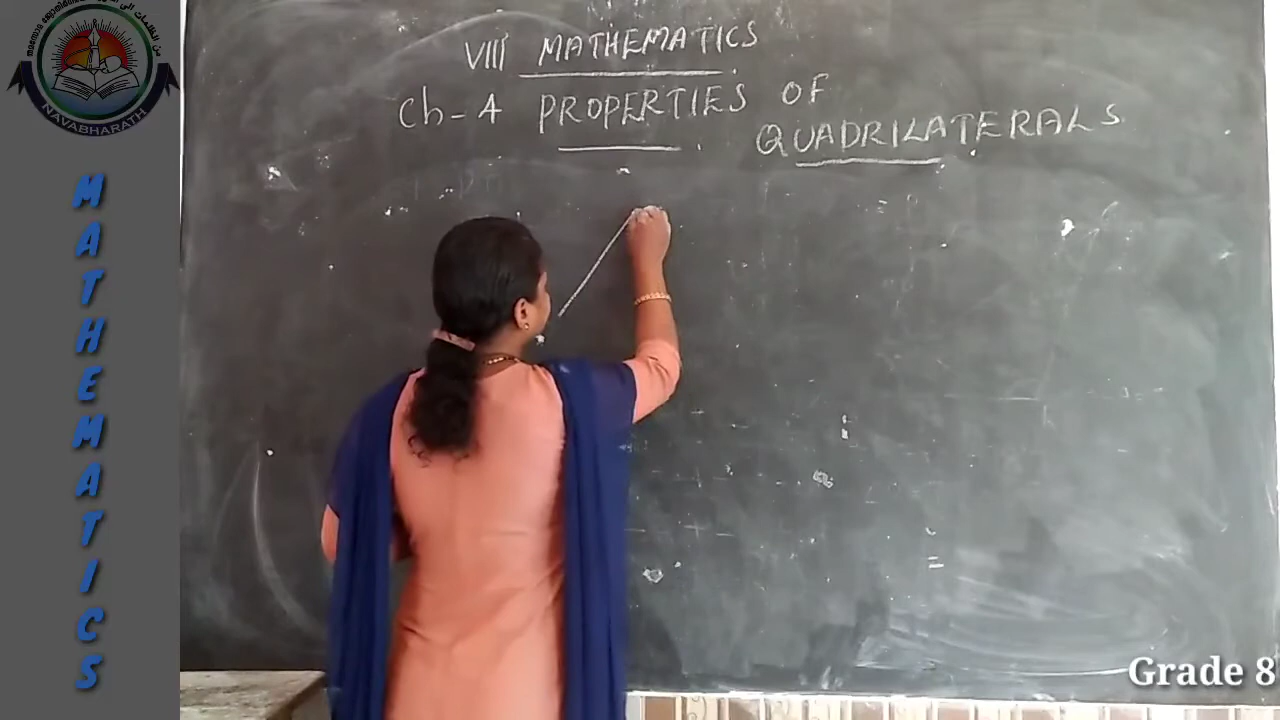 VIII MATHEMATICS
Ch-4 PROPERTIES OF
QUADRILATERALS
NAVABHARATH
MATHEMATICS
Grade 8